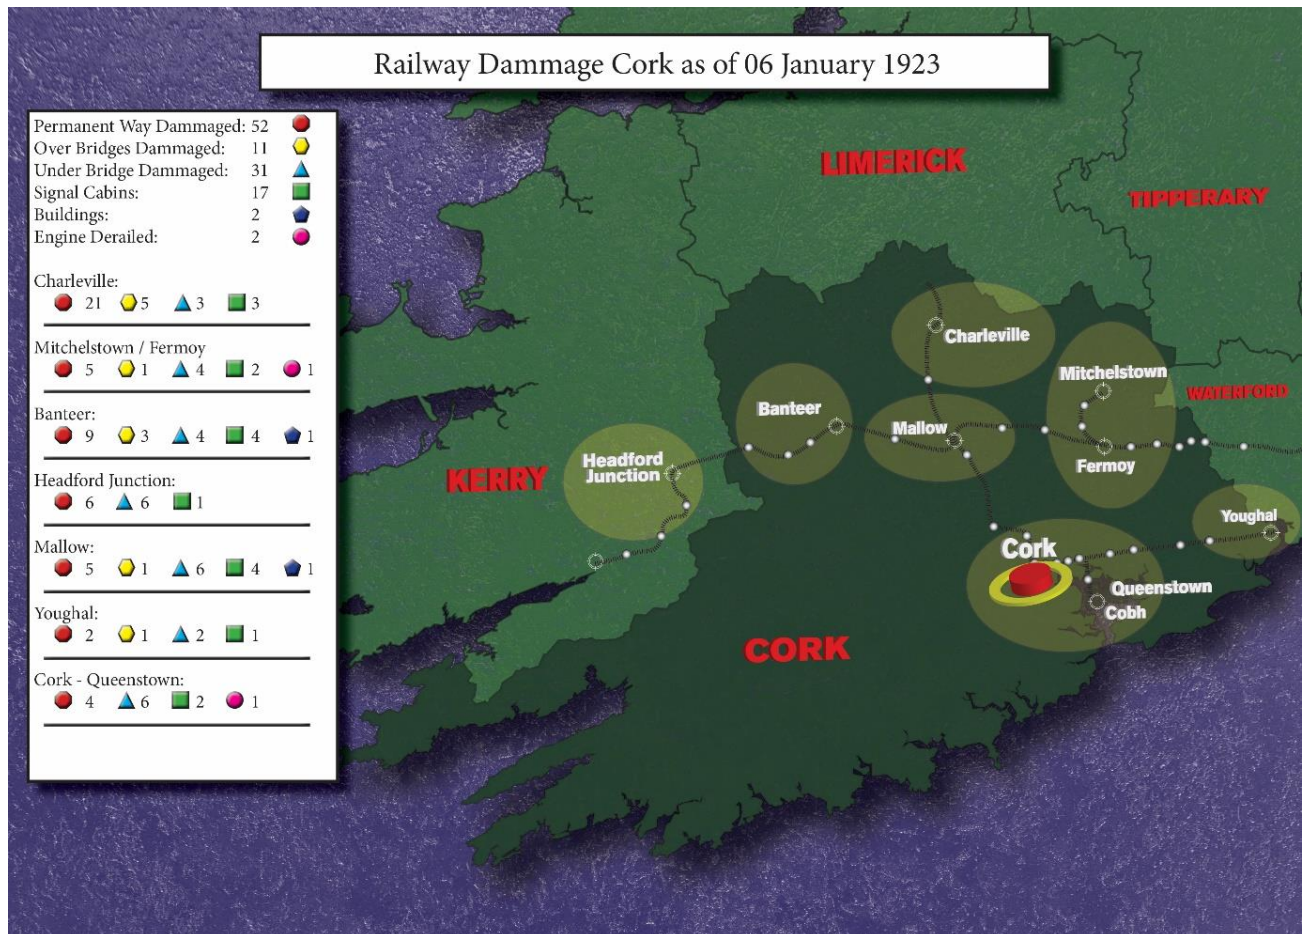 Railway Dammage Cork as of 06 January 1923
Permanent Way Dammaged: 52
Over Bridges Dammaged: 11
Under Bridge Dammaged: 31
Signal Cabins: 17
Buildings: 2
Engine Derailed: 2
Charleville:
21 5 3 3
Mitchelstown / Fermoy
5 1 4 2 1
Banteer:
9 3 4 4 1
Headford Junction:
6 6 1
Mallow:
5 1 6 4 1
Youghal:
2 1 2 1
Cork - Queenstown:
4 6 2 1
LIMERICK
TIPPERARY
Charleville
Mitchelstown
WATERFORD
Banteer
Mallow
Headford
Junction
KERRY
Fermoy
Youghal
Cork
Queenstown
Cobh
CORK